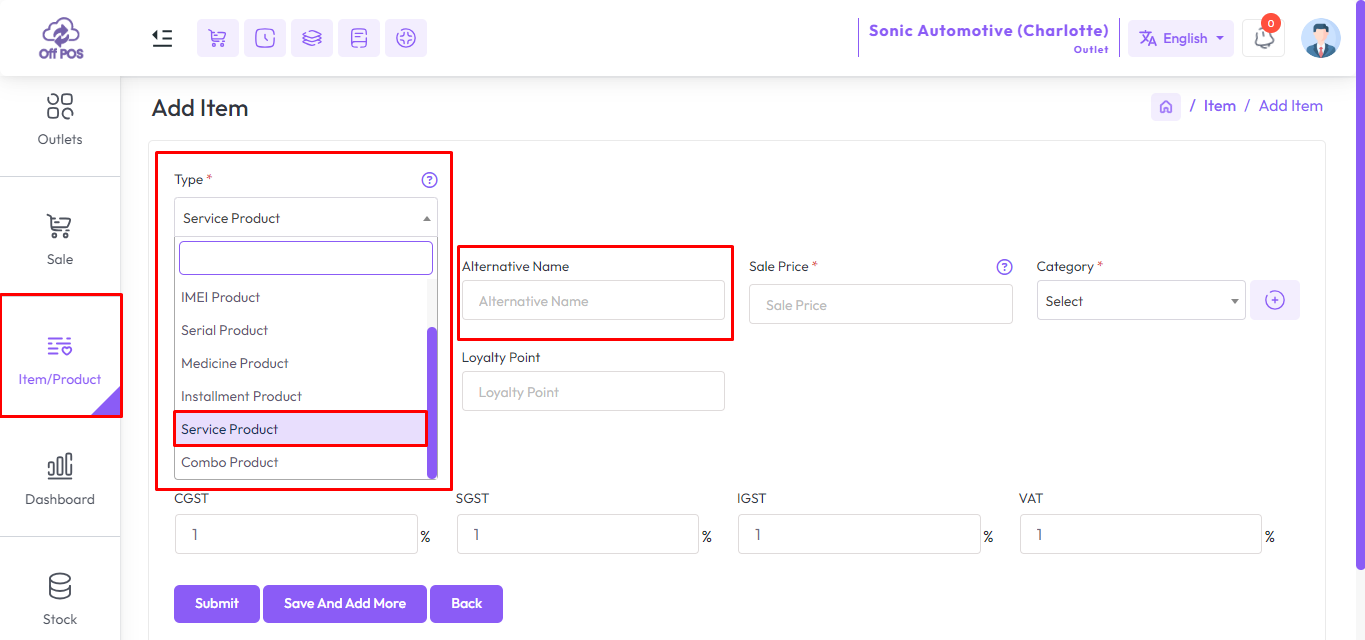 Off POS
Sonic Automotive (Charlotte)
Outlet
English
0
Outlets
Sale
Item/Product
Dashboard
Stock
Add Item
/ Item / Add Item
Type *
Service Product
IMEI Product
Serial Product
Medicine Product
Installment Product
Service Product
Combo Product
Alternative Name
Alternative Name
Sale Price *
Sale Price
Category *
Select
Loyalty Point
Loyalty Point
CGST
1 %
SGST
1 %
IGST
1 %
VAT
1 %
Submit
Save And Add More
Back